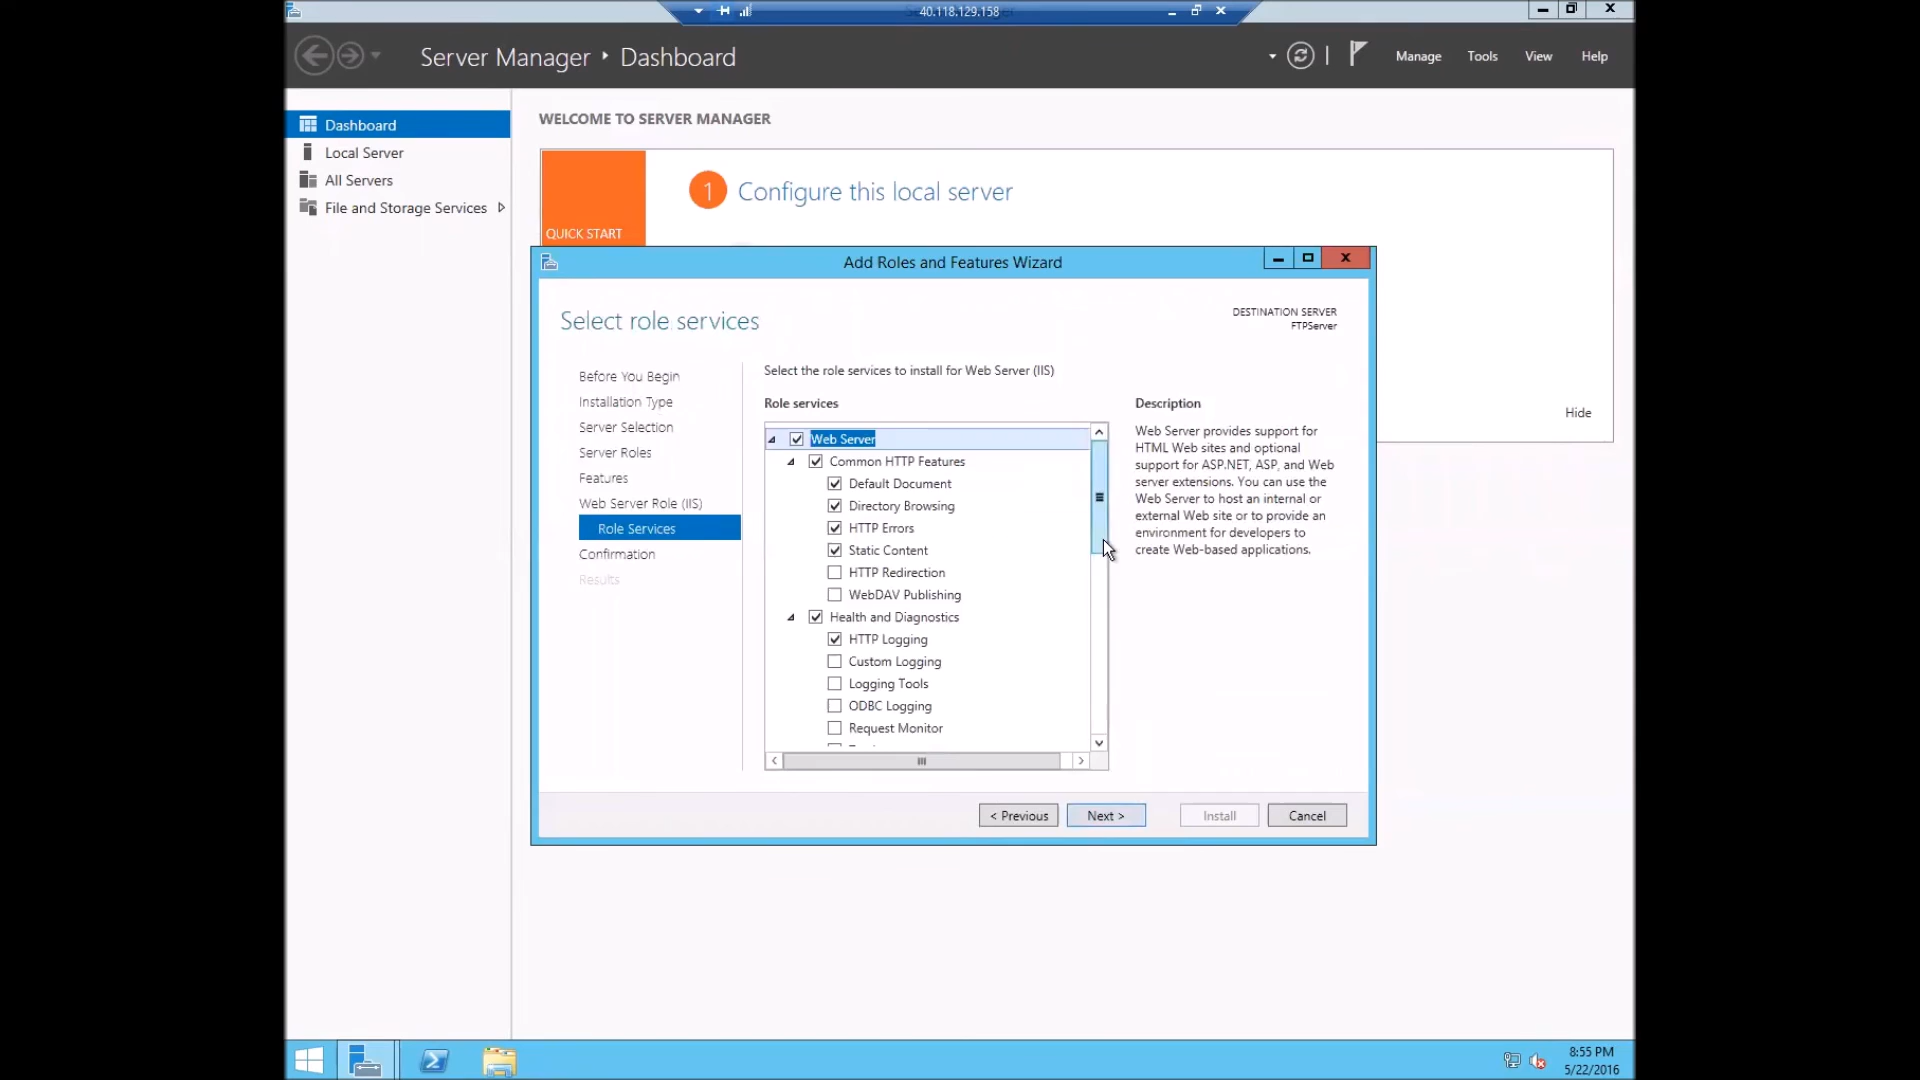 40.118.129.158
Server Manager
Dashboard
Manage
Tools
View
Help
Dashboard
Local Server
All Servers
File and Storage Services
WELCOME TO SERVER MANAGER
QUICK START
1
Configure this local server
Hide
Add Roles and Features Wizard
Select role services
DESTINATION SERVER
FTPServer
Before You Begin
Installation Type
Server Selection
Server Roles
Features
Web Server Role (IIS)
Role Services
Confirmation
Results
Select the role services to install for Web Server (IIS)
Role services
Web Server
Common HTTP Features
Default Document
Directory Browsing
HTTP Errors
Static Content
HTTP Redirection
WebDAV Publishing
Health and Diagnostics
HTTP Logging
Custom Logging
Logging Tools
ODBC Logging
Request Monitor
Description
Web Server provides support for
HTML Web sites and optional
support for ASP.NET, ASP, and Web
server extensions. You can use the
Web Server to host an internal or
external Web site or to provide an
environment for developers to
create Web-based applications.
< Previous
Next >
Install
Cancel
8:55 PM
5/22/2016